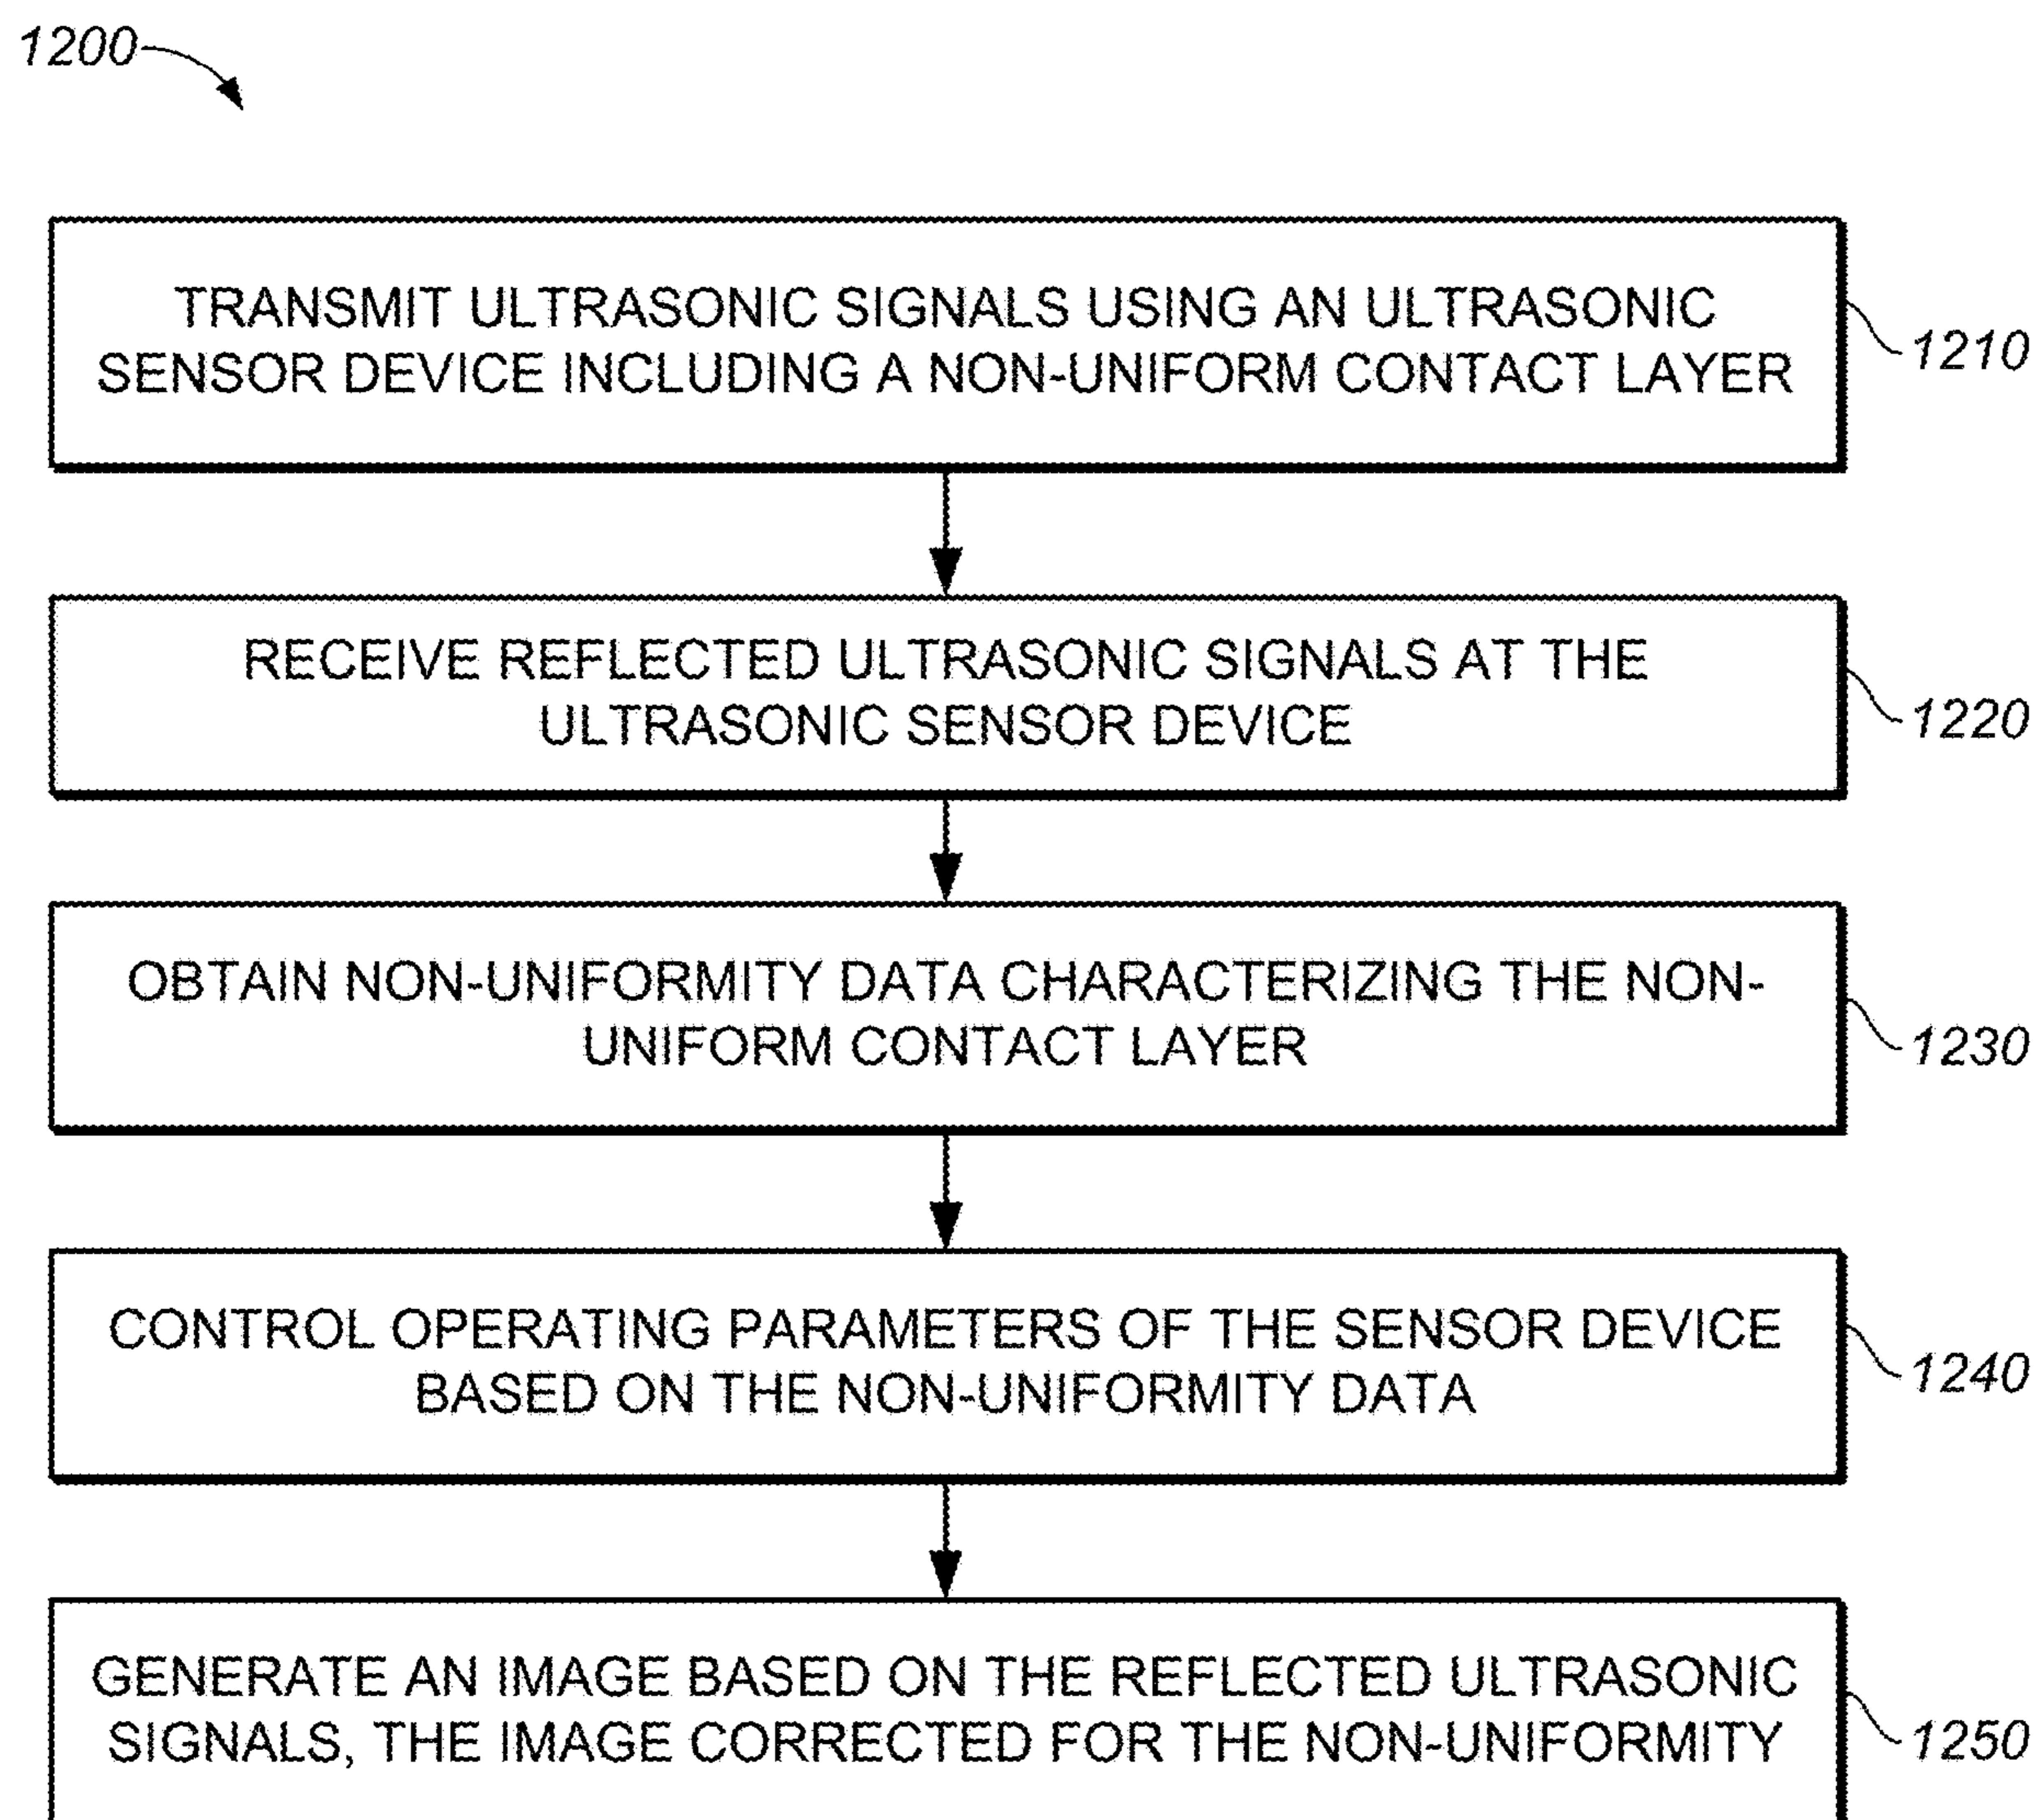 1200
TRANSMIT ULTRASONIC SIGNALS USING AN ULTRASONIC
SENSOR DEVICE INCLUDING A NON-UNIFORM CONTACT LAYER
1210
RECEIVE REFLECTED ULTRASONIC SIGNALS AT THE
ULTRASONIC SENSOR DEVICE
1220
OBTAIN NON-UNIFORMITY DATA CHARACTERIZING THE NON-
UNIFORM CONTACT LAYER
1230
CONTROL OPERATING PARAMETERS OF THE SENSOR DEVICE
BASED ON THE NON-UNIFORMITY DATA
1240
GENERATE AN IMAGE BASED ON THE REFLECTED ULTRASONIC
SIGNALS, THE IMAGE CORRECTED FOR THE NON-UNIFORMITY
1250